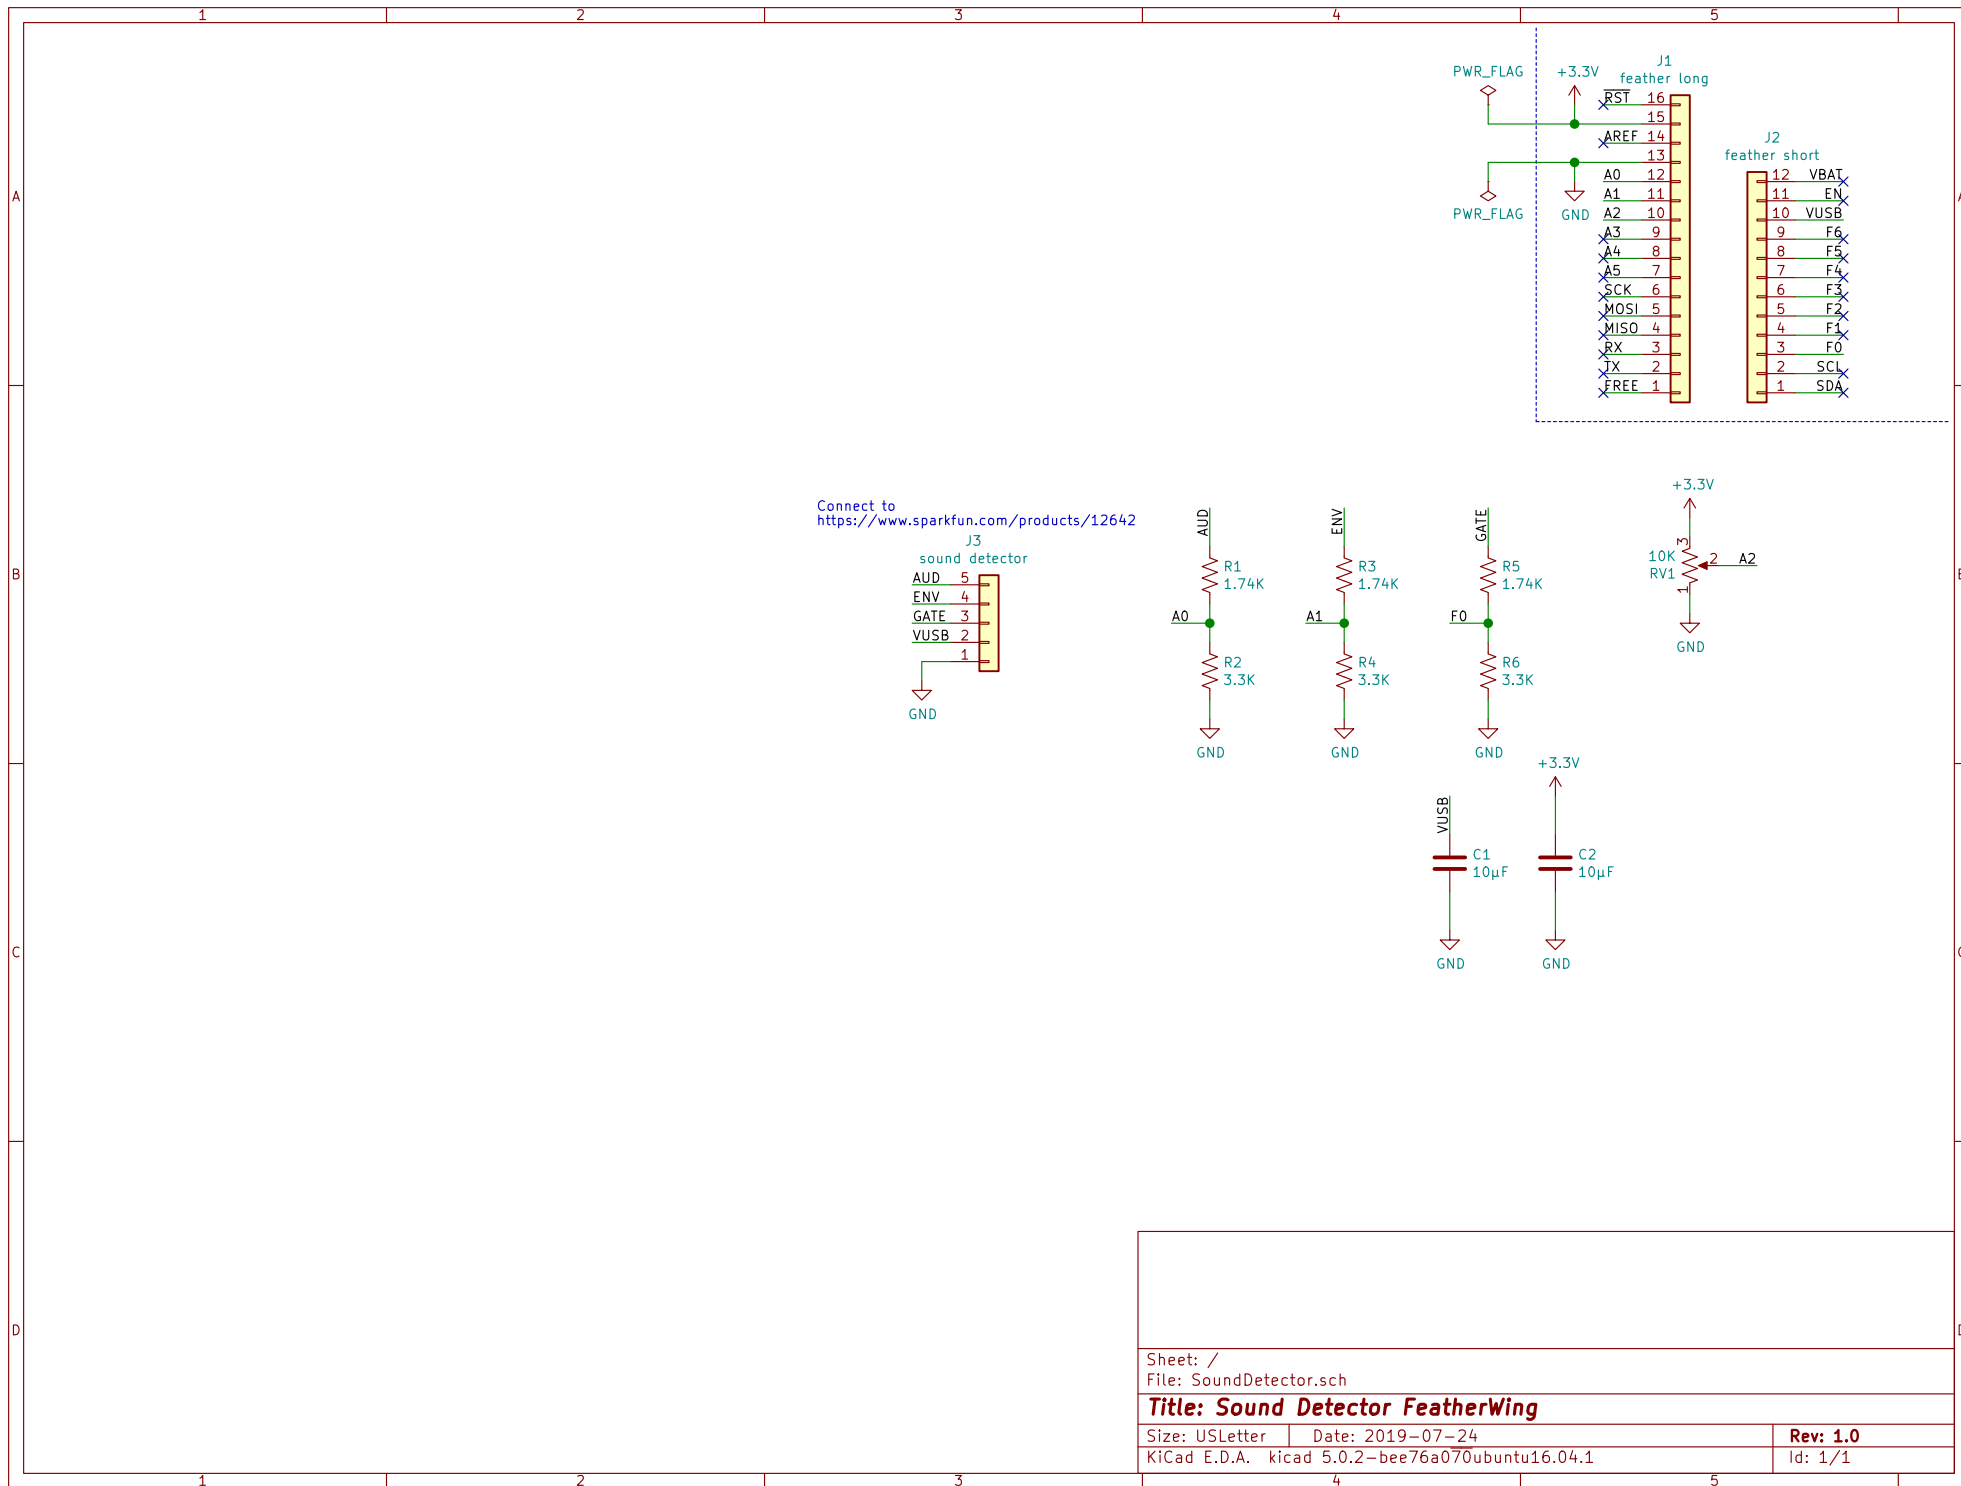 1 2 3 4 5
A
B
C
D
PWR_FLAG
+3.3V
J1
feather long
RST 16
15
AREF 14
13
A0 12
A1 11
A2 10
A3 9
A4 8
A5 7
SCK 6
MOSI 5
MISO 4
RX 3
TX 2
FREE 1
PWR_FLAG
GND
J2
feather short
12 VBAT
11 EN
10 VUSB
9 F6
8 F5
7 F4
6 F3
5 F2
4 F1
3 F0
2 SCL
1 SDA
Connect to
https://www.sparkfun.com/products/12642
J3
sound detector
AUD 5
ENV 4
GATE 3
VUSB 2
1
GND
AUD
R1
1.74K
A0
R2
3.3K
GND
ENV
R3
1.74K
A1
R4
3.3K
GND
GATE
R5
1.74K
F0
R6
3.3K
GND
+3.3V
3
10K
RV1
2 A2
1
GND
VUSB
C1
10µF
GND
+3.3V
C2
10µF
GND
A
Sheet: /
File: SoundDetector.sch
Title: Sound Detector FeatherWing
Size: USLetter Date: 2019-07-24 Rev: 1.0
KiCad E.D.A. kicad 5.0.2-bee76a070ubuntu16.04.1 Id: 1/1
1 2 3 4 5